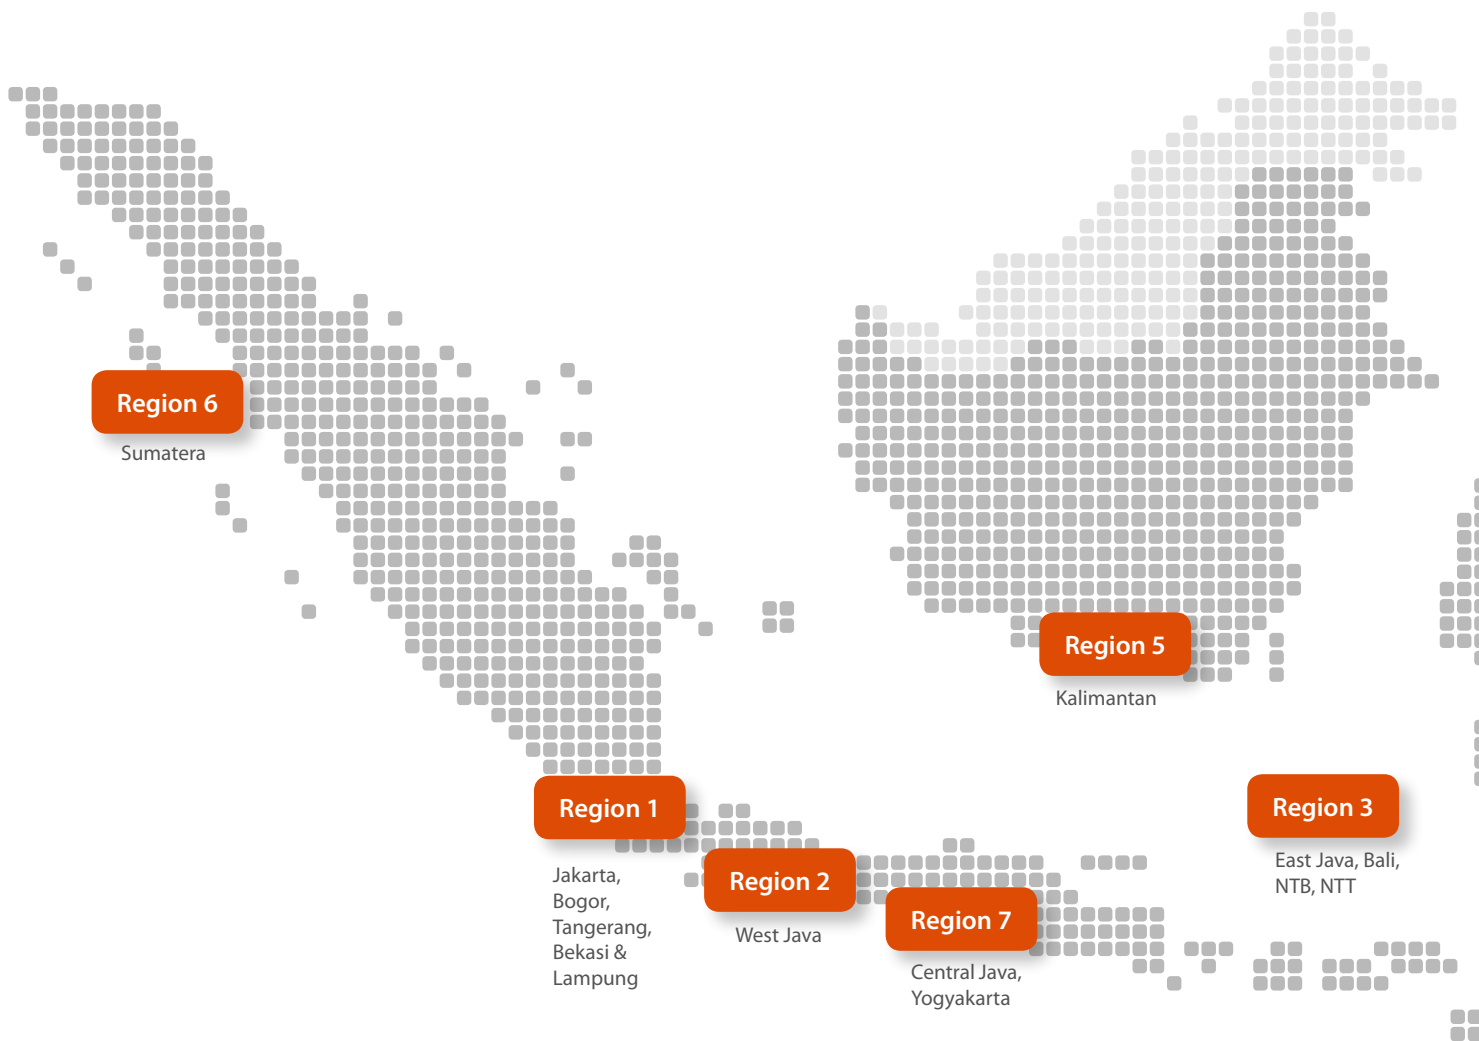 Region 6
Sumatera
Region 5
Kalimantan
Region 1
Jakarta,
Bogor,
Tangerang,
Bekasi &
Lampung
Region 2
West Java
Region 7
Central Java,
Yogyakarta
Region 3
East Java, Bali,
NTB, NTT